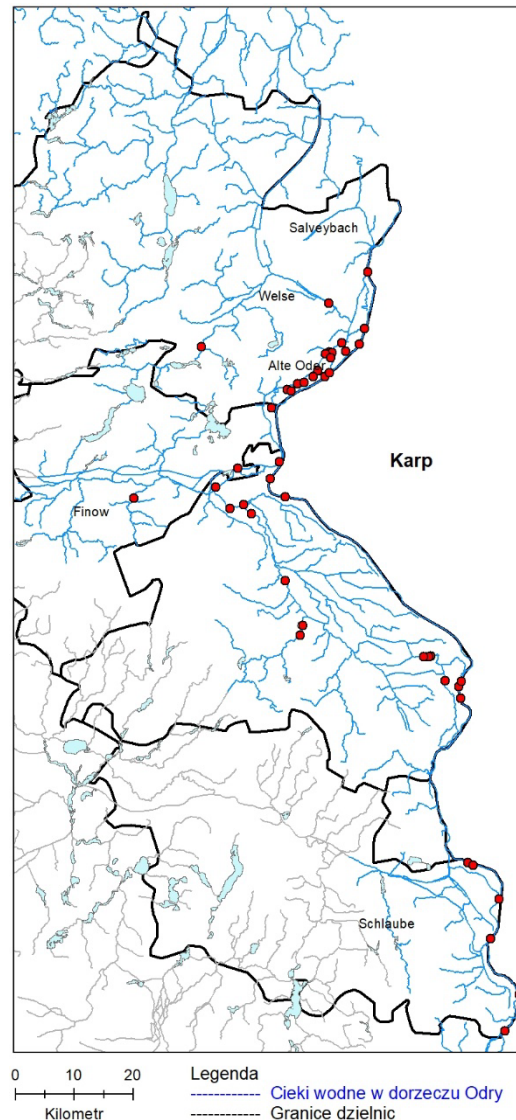 Salveybach
Welse
Alte Oder
Karp
Finow
Schlaube
0 10 20
Kilometr
Legenda
Cieki wodne w dorzeczu Odry
Granice dzielnic